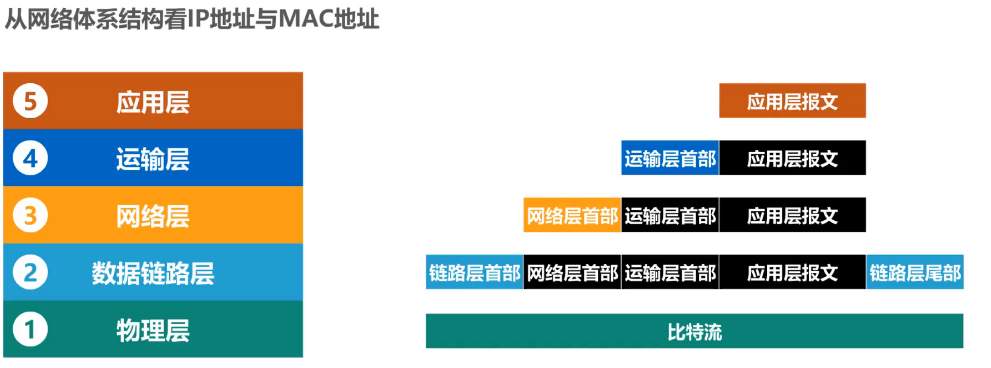 从网络体系结构看IP地址与MAC地址
5 应用层 应用层报文
4 运输层 运输层首部 应用层报文
3 网络层 网络层首部 运输层首部 应用层报文
2 数据链路层 链路层首部 网络层首部 运输层首部 应用层报文 链路层尾部
1 物理层 比特流